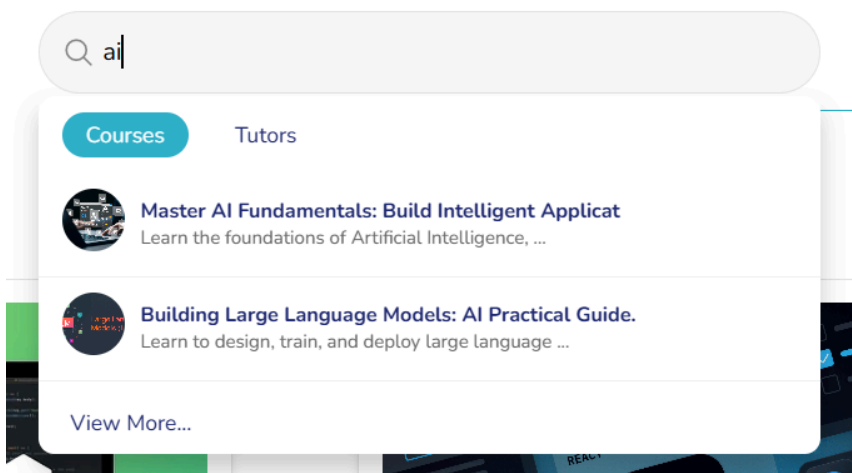 ai
Courses
Tutors
Master AI Fundamentals: Build Intelligent Applicat
Learn the foundations of Artificial Intelligence, ...
Building Large Language Models: AI Practical Guide.
Learn to design, train, and deploy large language ...
View More...
REACT